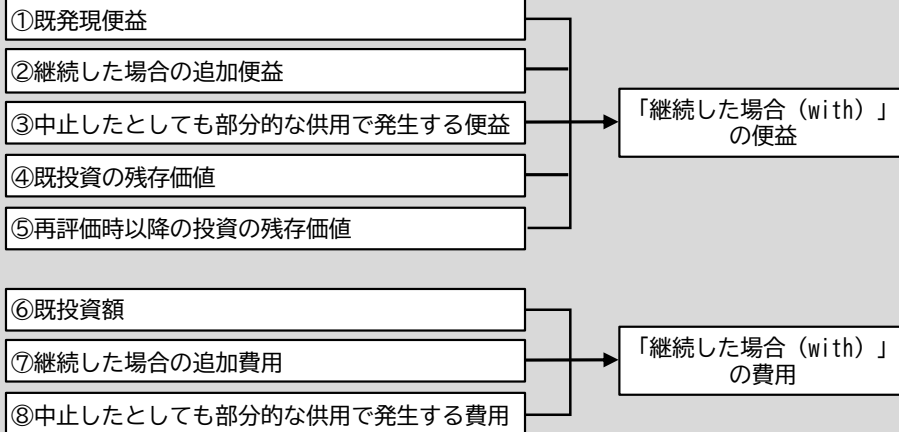 ①既発現便益
②継続した場合の追加便益
③中止したとしても部分的な供用で発生する便益
④既投資の残存価値
⑤再評価時以降の投資の残存価値
「継続した場合（with）」
の便益
⑥既投資額
⑦継続した場合の追加費用
⑧中止したとしても部分的な供用で発生する費用
「継続した場合（with）」
の費用